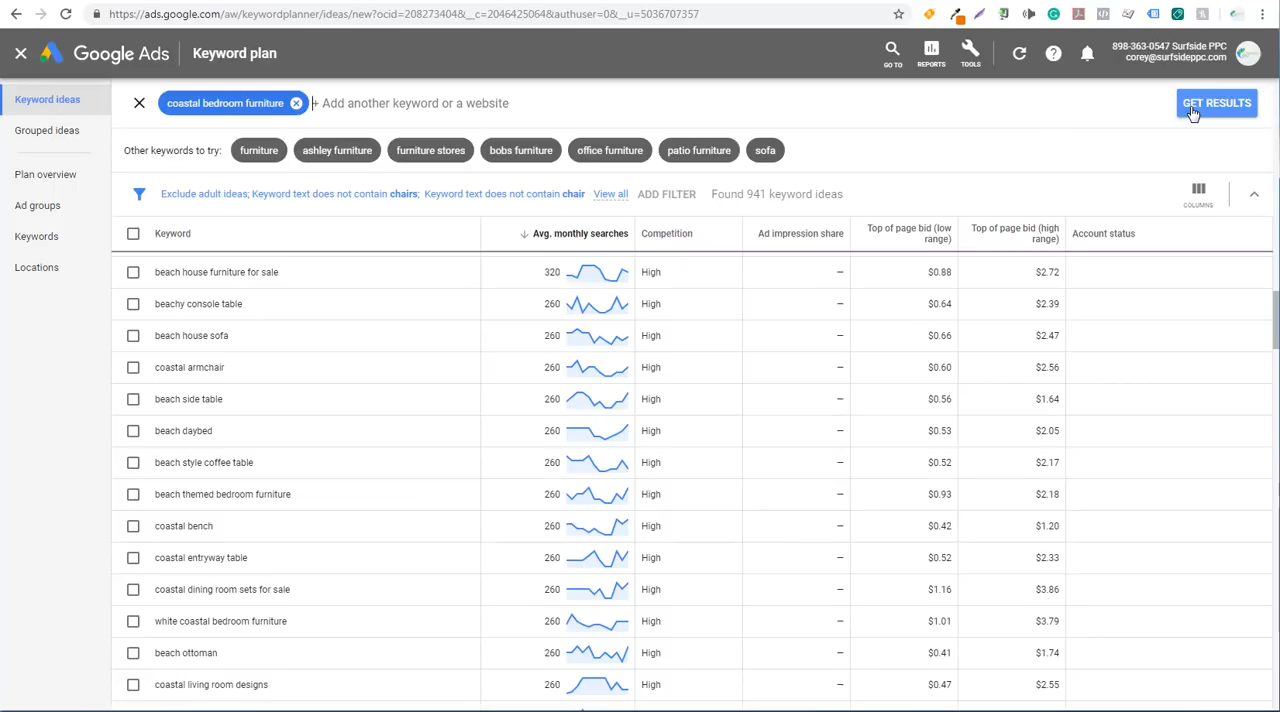 https://ads.google.com/aw/keywordplanner/ideas/new?ocid=208273404&__c=2046425064&authuser=0&__u=5036707357
Google Ads
Keyword plan
GO TO
REPORTS
TOOLS
898-363-0547 Surfside PPC
corey@surfsideppc.com
Keyword ideas
Grouped ideas
Plan overview
Ad groups
Keywords
Locations
coastal bedroom furniture
+ Add another keyword or a website
GET RESULTS
Other keywords to try: furniture ashley furniture furniture stores bobs furniture office furniture patio furniture sofa
Exclude adult ideas; Keyword text does not contain chairs; Keyword text does not contain chair View all ADD FILTER Found 941 keyword ideas
COLUMNS
Keyword Avg. monthly searches Competition Ad impression share Top of page bid (low range) Top of page bid (high range) Account status
beach house furniture for sale 320 High – $0.88 $2.72
beachy console table 260 High – $0.64 $2.39
beach house sofa 260 High – $0.66 $2.47
coastal armchair 260 High – $0.60 $2.56
beach side table 260 High – $0.56 $1.64
beach daybed 260 High – $0.53 $2.05
beach style coffee table 260 High – $0.52 $2.17
beach themed bedroom furniture 260 High – $0.93 $2.18
coastal bench 260 High – $0.42 $1.20
coastal entryway table 260 High – $0.52 $2.33
coastal dining room sets for sale 260 High – $1.16 $3.86
white coastal bedroom furniture 260 High – $1.01 $3.79
beach ottoman 260 High – $0.41 $1.74
coastal living room designs 260 High – $0.47 $2.55